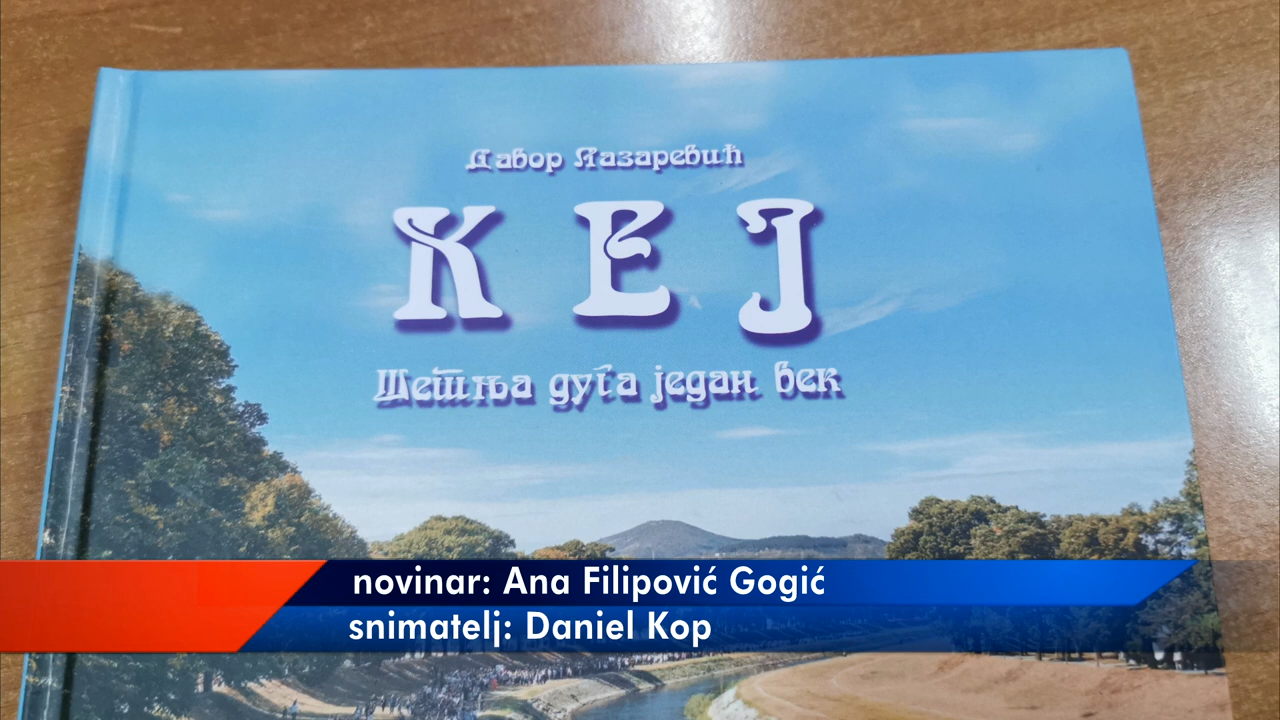 Давор Лазаревић
КЕЈ
Шетња дуга један век
novinar: Ana Filipović Gogić
snimatelj: Daniel Kop